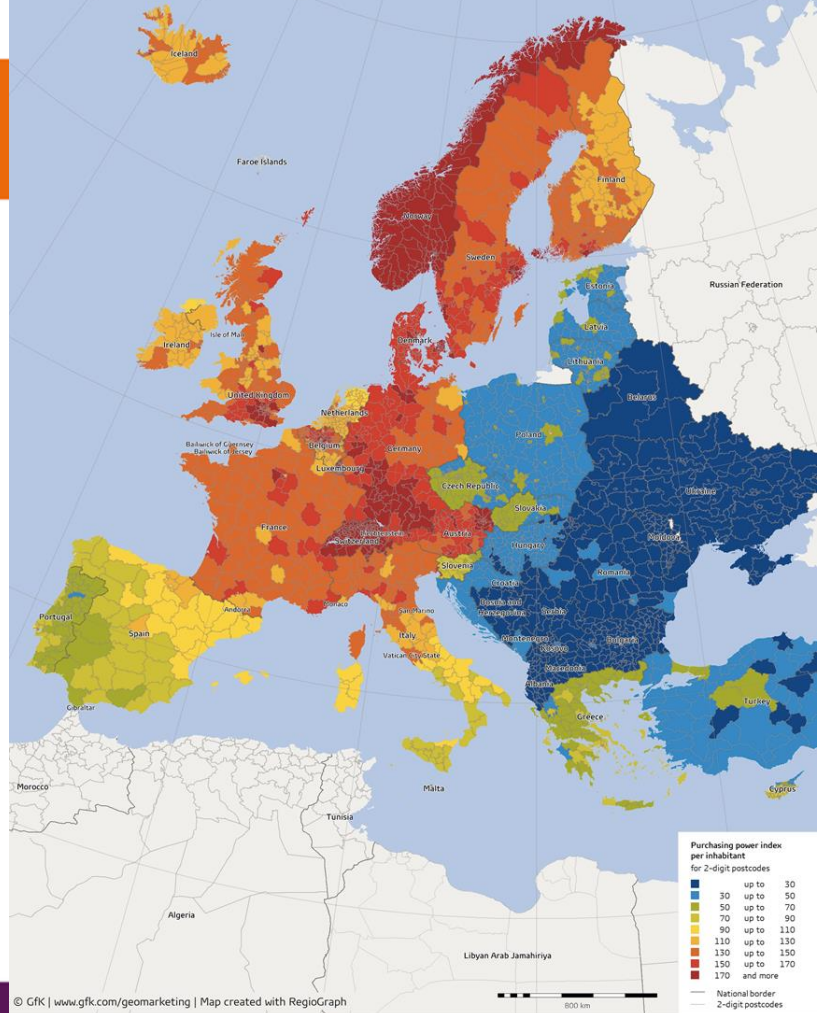 Iceland
Faroe Islands
Norway
Finland
Sweden
Russian Federation
Estonia
Isle of Ma
Latvia
Denmark
Ireland
Lithuania
United Kingdom
Belarus
Netherlands
Poland
Bailiwick of Guernsey
Bailiwick of Jersey
Belgium
Germany
Luxembourg
Czech Republic
Ukraine
Slovakia
France
Liechtenstein
Austria
Switzerland
Moldova
Hungary
Slovenia
Romania
Croatia
Monaco
Andorra
San Marino
Bosnia and
Herzegovina
Serbia
Portugal
Spain
Italy
Montenegro
Bulgaria
Kosovo
Vatican City State
Macedonia
Albania
Turkey
Gibraltar
Greece
Morocco
Malta
Cyprus
Tunisia
Algeria
Libyan Arab Jamahiriya
Purchasing power index
per inhabitant
for 2-digit postcodes
up to 30
30 up to 50
50 up to 70
70 up to 90
90 up to 110
110 up to 130
130 up to 150
150 up to 170
170 and more
National border
2-digit postcodes
800 km
© GfK | www.gfk.com/geomarketing | Map created with RegioGraph